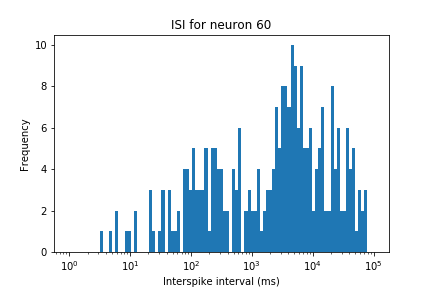 ISI for neuron 60
Frequency
10
8
6
4
2
0
10⁰ 10¹ 10² 10³ 10⁴ 10⁵
Interspike interval (ms)